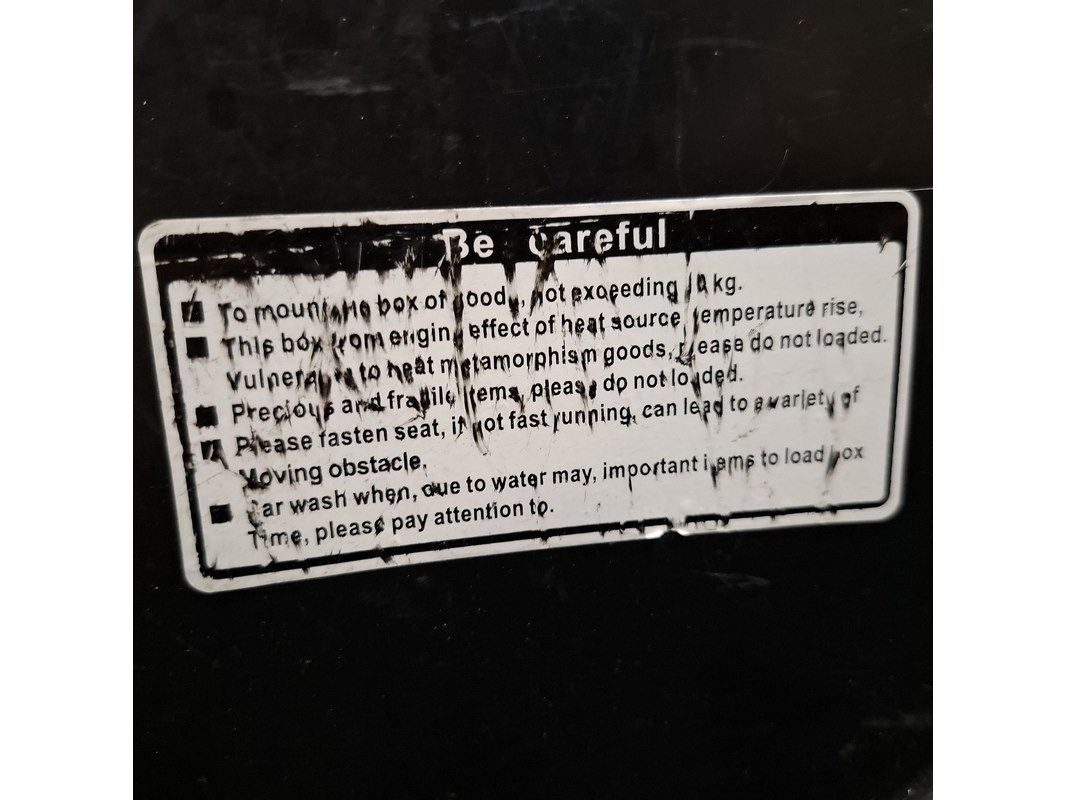 Be careful
To mount the box of goods, not exceeding 10 kg.
This box from engine effect of heat source, temperature rise,
Vulnerable to heat metamorphism goods, please do not loaded.
Precious and fragile items, please do not loaded.
Please fasten seat, if not fast running, can lead to a variety of
Moving obstacle.
Car wash when, due to water may, important items to load box
Time, please pay attention to.